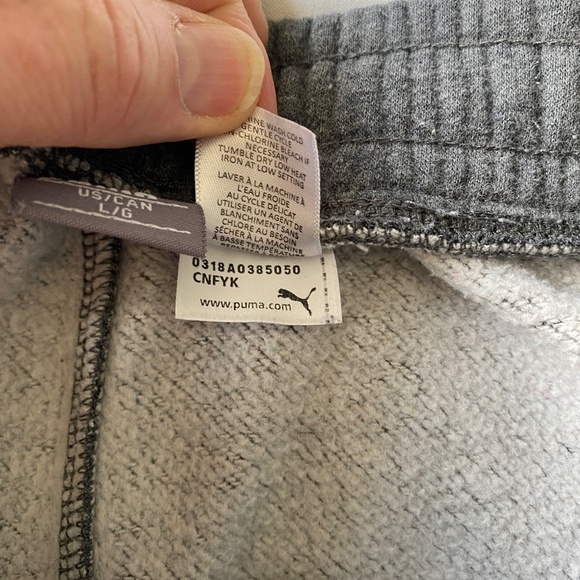 US/CAN
L/G
INE WASH COLD
GENTLE CYCLE
N-CHLORINE BLEACH IF
NECESSARY
TUMBLE DRY LOW HEAT
IRON AT LOW SETTING
LAVER À LA MACHINE À
L'EAU FROIDE
AU CYCLE DÉLICAT
UTILISER UN AGENT DE
BLANCHIMENT SANS
CHLORE AU BESOIN
SÉCHER À LA MACHINE
À BASSE TEMPÉRATURE
0318A0385050
CNFYK
www.puma.com